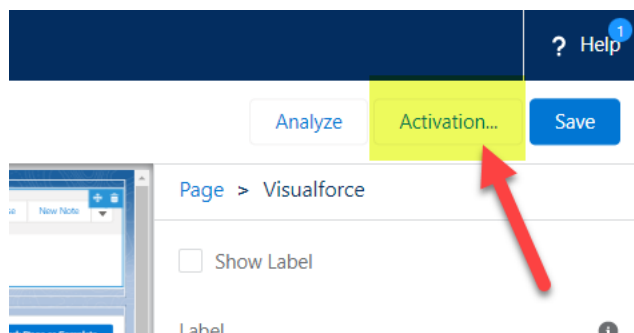 ? Help 1
Analyze Activation... Save
Page > Visualforce
New Note
Show Label
Label